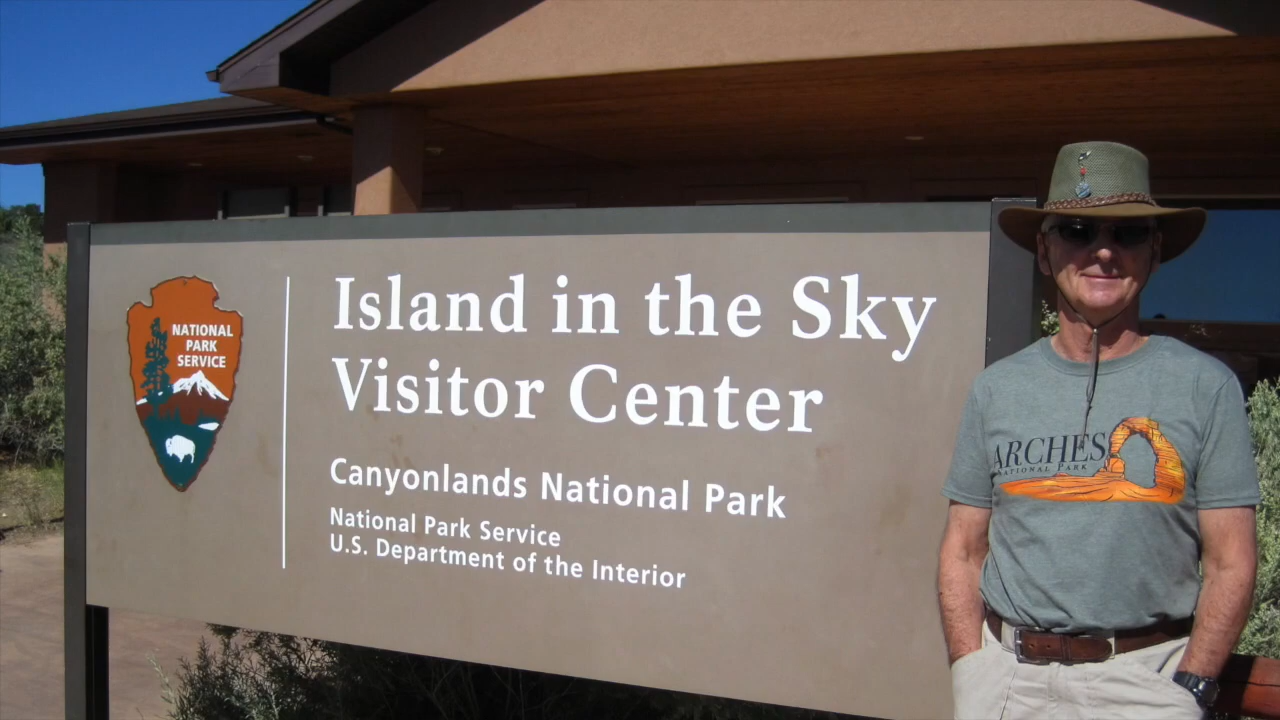 NATIONAL
PARK
SERVICE
Island in the Sky
Visitor Center
Canyonlands National Park
National Park Service
U.S. Department of the Interior
ARCHES
NATIONAL PARK